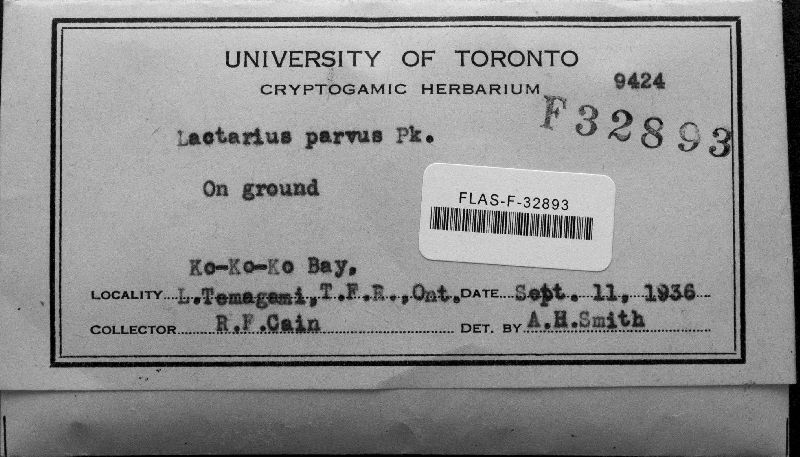 UNIVERSITY OF TORONTO
CRYPTOGAMIC HERBARIUM
9424
F32893
Lactarius parvus Pk.
On ground
FLAS-F-32893
Ko-Ko-Ko Bay,
LOCALITY L.Temagami,T.F.R.,Ont. DATE Sept. 11, 1936
COLLECTOR R.F.Cain DET. BY A.H.Smith